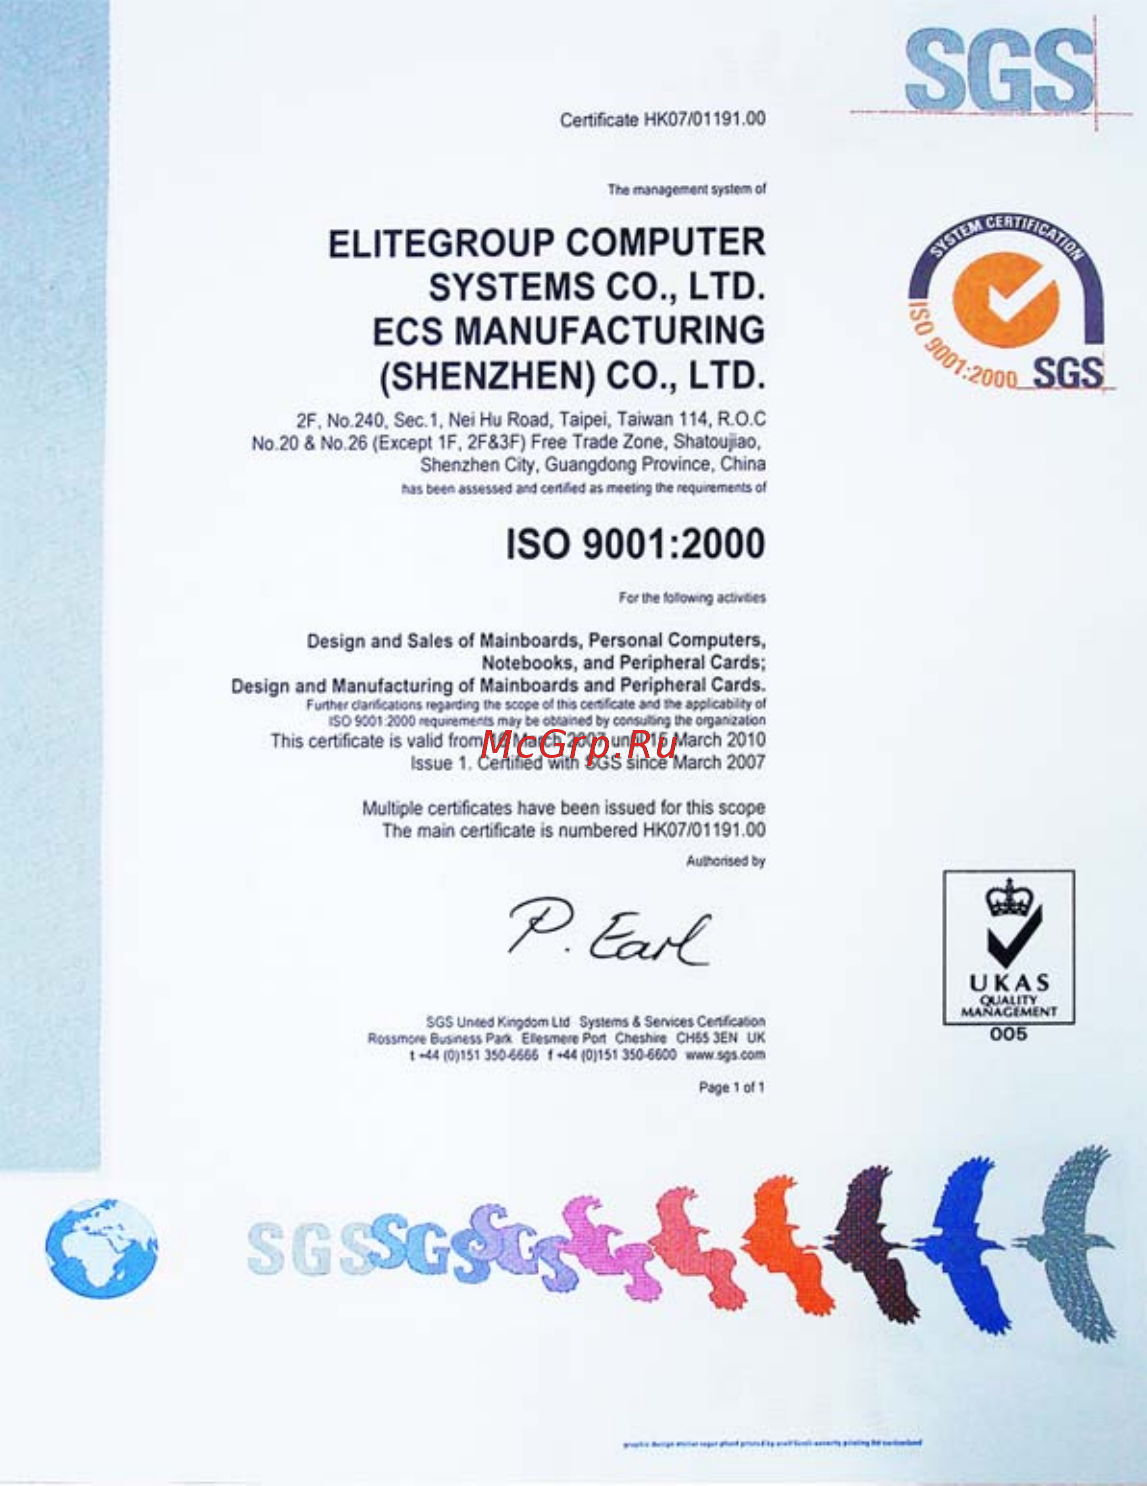 SGS
Certificate HK07/01191.00
The management system of
ELITEGROUP COMPUTER
SYSTEMS CO., LTD.
ECS MANUFACTURING
(SHENZHEN) CO., LTD.
SYSTEM CERTIFICATION
ISO 9001:2000
SGS
2F, No.240, Sec.1, Nei Hu Road, Taipei, Taiwan 114, R.O.C
No.20 & No.26 (Except 1F, 2F&3F) Free Trade Zone, Shatoujiao,
Shenzhen City, Guangdong Province, China
has been assessed and certified as meeting the requirements of
ISO 9001:2000
For the following activities
Design and Sales of Mainboards, Personal Computers,
Notebooks, and Peripheral Cards;
Design and Manufacturing of Mainboards and Peripheral Cards.
Further clarifications regarding the scope of this certificate and the applicability of
ISO 9001:2000 requirements may be obtained by consulting the organization
This certificate is valid from March 2007 until 15 March 2010
McGrp.Ru
Issue 1. Certified with SGS since March 2007
Multiple certificates have been issued for this scope
The main certificate is numbered HK07/01191.00
Authorised by
P. Earl
UKAS
QUALITY
MANAGEMENT
005
SGS United Kingdom Ltd Systems & Services Certification
Rossmore Business Park Ellesmere Port Cheshire CH65 3EN UK
t +44 (0)151 350-6666 f +44 (0)151 350-6600 www.sgs.com
Page 1 of 1
SGS SGS SGS